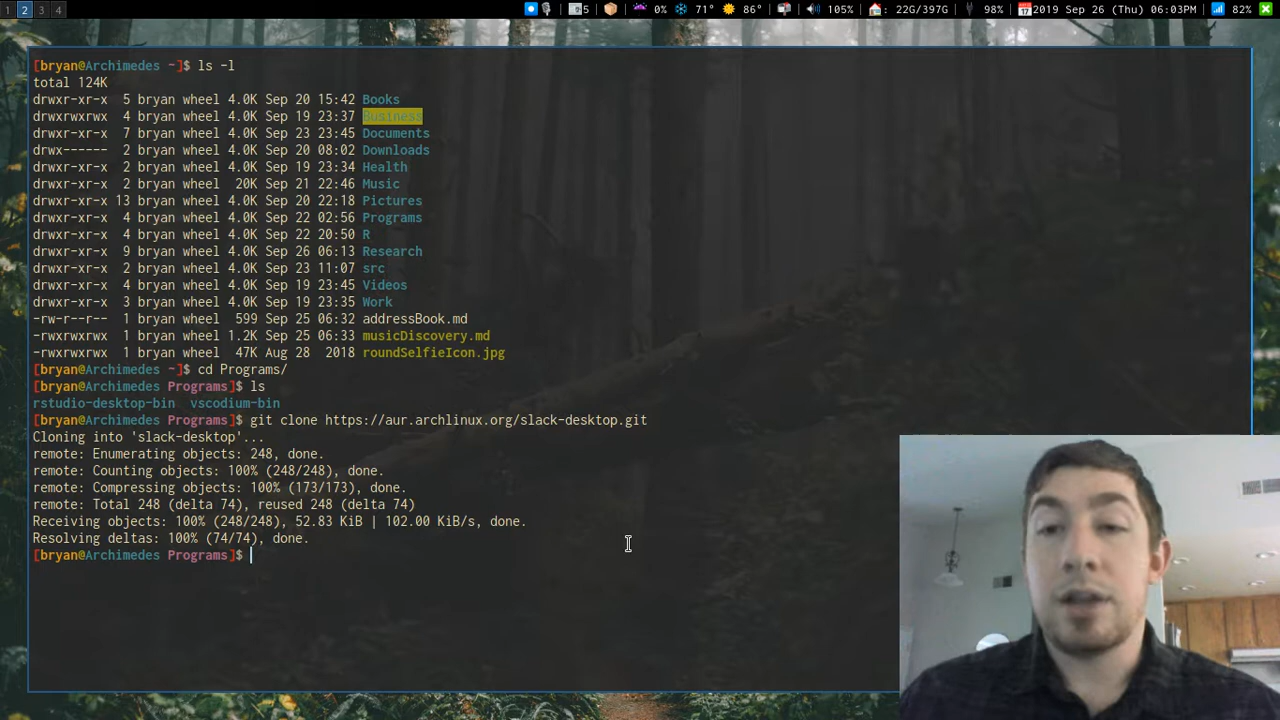 1 2 3 4 5 0% 71° 86° 105% : 22G/397G 98% 2019 Sep 26 (Thu) 06:03PM 82%
[bryan@Archimedes ~]$ ls -l
total 124K
drwxr-xr-x 5 bryan wheel 4.0K Sep 20 15:42 Books
drwxrwxrwx 4 bryan wheel 4.0K Sep 19 23:37 Business
drwxr-xr-x 7 bryan wheel 4.0K Sep 23 23:45 Documents
drwx------ 2 bryan wheel 4.0K Sep 20 08:02 Downloads
drwxr-xr-x 2 bryan wheel 4.0K Sep 19 23:34 Health
drwxr-xr-x 2 bryan wheel 20K Sep 21 22:46 Music
drwxr-xr-x 13 bryan wheel 4.0K Sep 20 22:18 Pictures
drwxr-xr-x 4 bryan wheel 4.0K Sep 22 02:56 Programs
drwxr-xr-x 4 bryan wheel 4.0K Sep 22 20:50 R
drwxr-xr-x 9 bryan wheel 4.0K Sep 26 06:13 Research
drwxr-xr-x 2 bryan wheel 4.0K Sep 23 11:07 src
drwxr-xr-x 4 bryan wheel 4.0K Sep 19 23:45 Videos
drwxr-xr-x 3 bryan wheel 4.0K Sep 19 23:35 Work
-rw-r--r-- 1 bryan wheel 599 Sep 25 06:32 addressBook.md
-rwxrwxrwx 1 bryan wheel 1.2K Sep 25 06:33 musicDiscovery.md
-rwxrwxrwx 1 bryan wheel 47K Aug 28 2018 roundSelfieIcon.jpg
[bryan@Archimedes ~]$ cd Programs/
[bryan@Archimedes Programs]$ ls
rstudio-desktop-bin vscodium-bin
[bryan@Archimedes Programs]$ git clone https://aur.archlinux.org/slack-desktop.git
Cloning into 'slack-desktop'...
remote: Enumerating objects: 248, done.
remote: Counting objects: 100% (248/248), done.
remote: Compressing objects: 100% (173/173), done.
remote: Total 248 (delta 74), reused 248 (delta 74)
Receiving objects: 100% (248/248), 52.83 KiB | 102.00 KiB/s, done.
Resolving deltas: 100% (74/74), done.
[bryan@Archimedes Programs]$